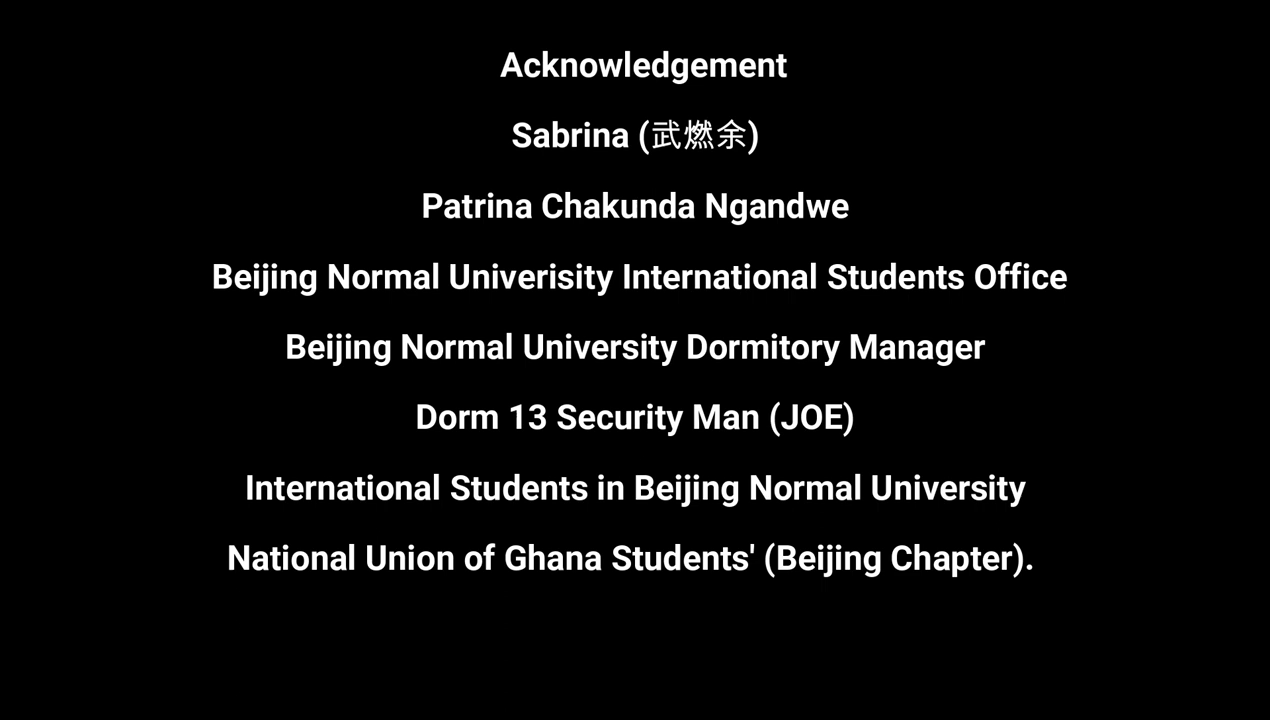 Acknowledgement
Sabrina (武燃余)
Patrina Chakunda Ngandwe
Beijing Normal Univerisity International Students Office
Beijing Normal University Dormitory Manager
Dorm 13 Security Man (JOE)
International Students in Beijing Normal University
National Union of Ghana Students' (Beijing Chapter).